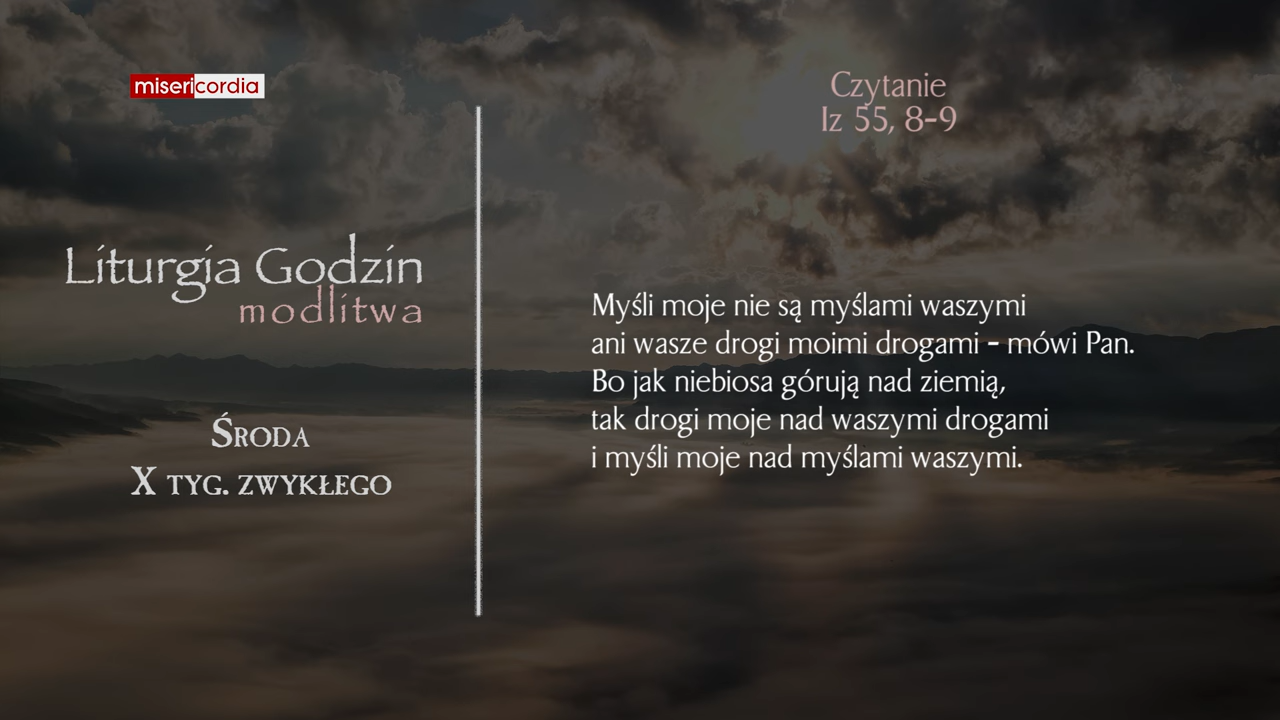 misericordia
Liturgia Godzin
modlitwa
Środa
X tyg. zwykłego
Czytanie
Iz 55, 8-9
Myśli moje nie są myślami waszymi
ani wasze drogi moimi drogami - mówi Pan.
Bo jak niebiosa górują nad ziemią,
tak drogi moje nad waszymi drogami
i myśli moje nad myślami waszymi.